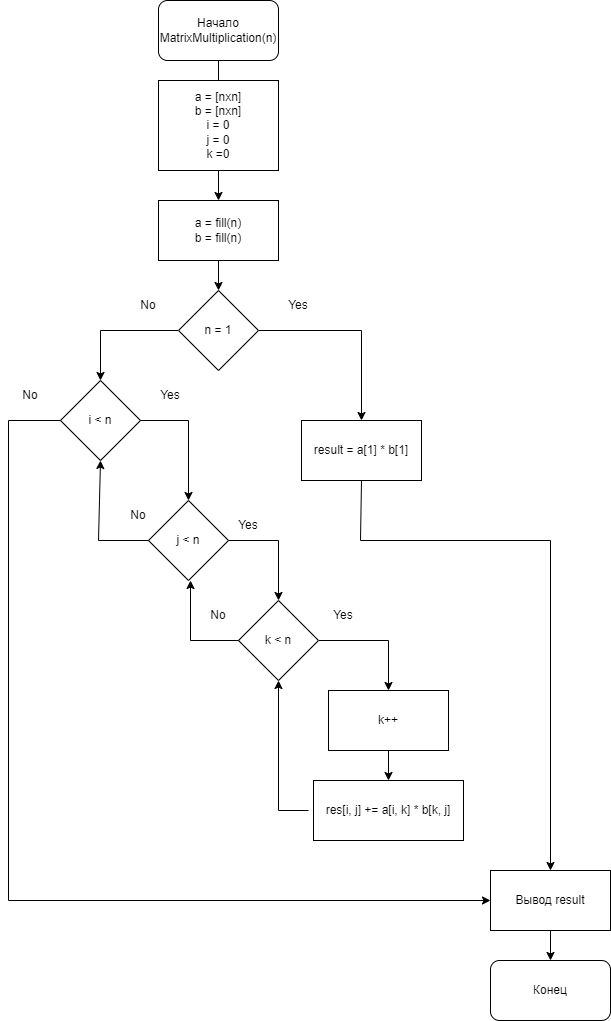 Начало
MatrixMultiplication(n)
a = [nxn]
b = [nxn]
i = 0
j = 0
k =0
a = fill(n)
b = fill(n)
No
Yes
n = 1
No
Yes
i < n
result = a[1] * b[1]
No
Yes
j < n
No
Yes
k < n
k++
res[i, j] += a[i, k] * b[k, j]
Вывод result
Конец